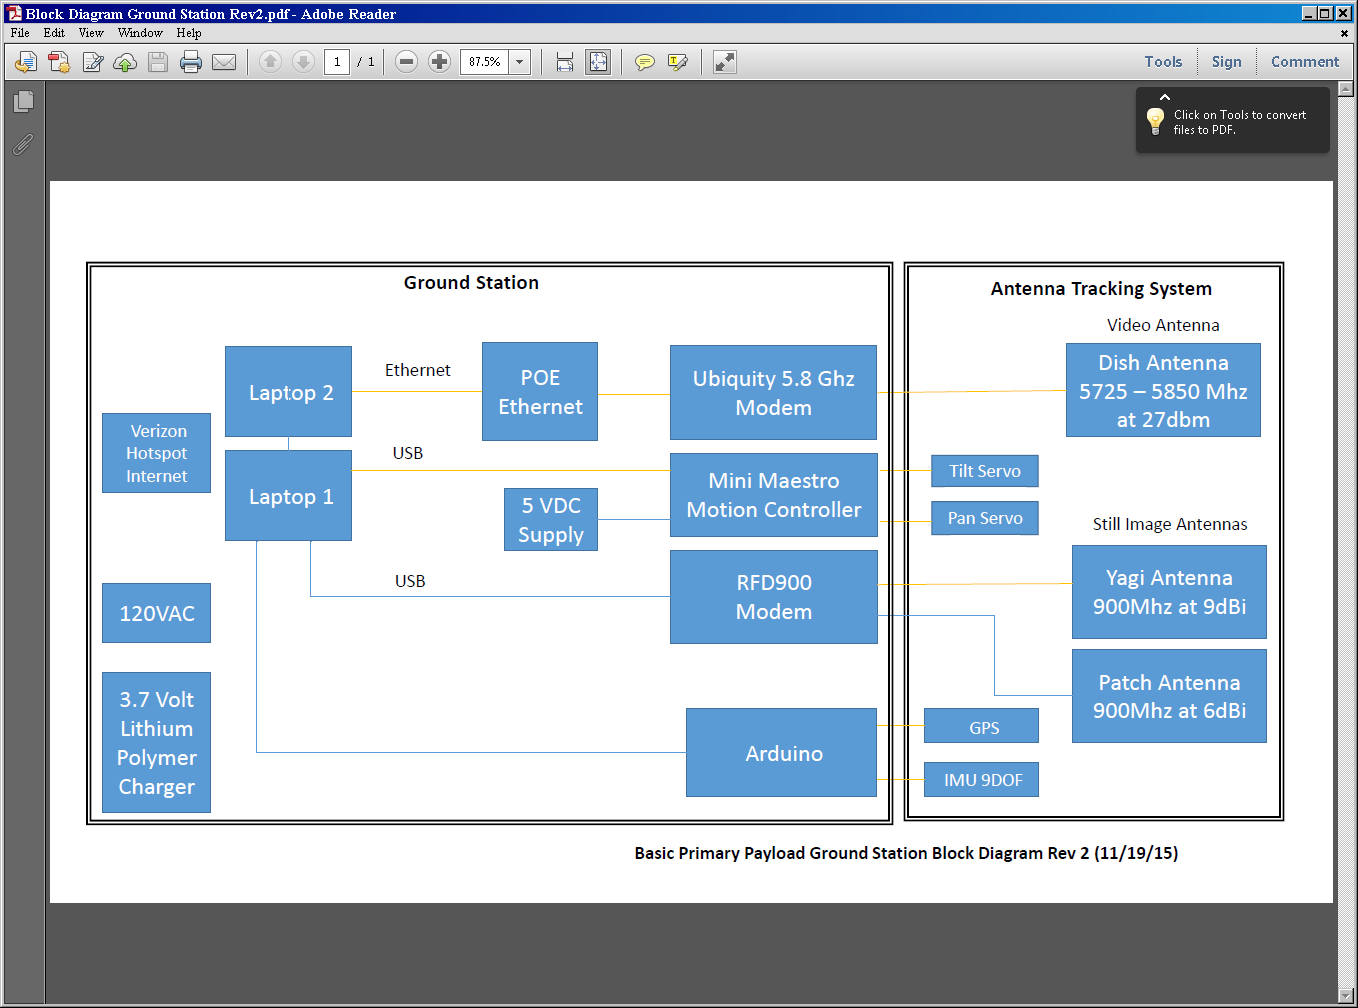 Block Diagram Ground Station Rev2.pdf - Adobe Reader
File Edit View Window Help
1 / 1
87.5%
Tools Sign Comment
Click on Tools to convert
files to PDF.
Ground Station
Laptop 2
Ethernet
POE
Ethernet
Ubiquity 5.8 Ghz
Modem
Verizon
Hotspot
Internet
Laptop 1
USB
5 VDC
Supply
Mini Maestro
Motion Controller
USB
RFD900
Modem
120VAC
3.7 Volt
Lithium
Polymer
Charger
Arduino
Antenna Tracking System
Video Antenna
Dish Antenna
5725 – 5850 Mhz
at 27dbm
Tilt Servo
Pan Servo
Still Image Antennas
Yagi Antenna
900Mhz at 9dBi
Patch Antenna
900Mhz at 6dBi
GPS
IMU 9DOF
Basic Primary Payload Ground Station Block Diagram Rev 2 (11/19/15)